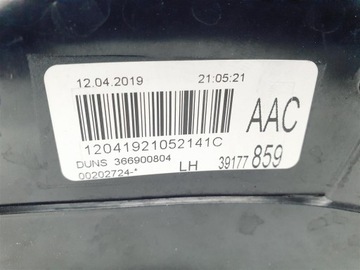 12.04.2019 21:05:21
AAC
12041921052141C
DUNS 366900804
LH 39177 859
00202724-*